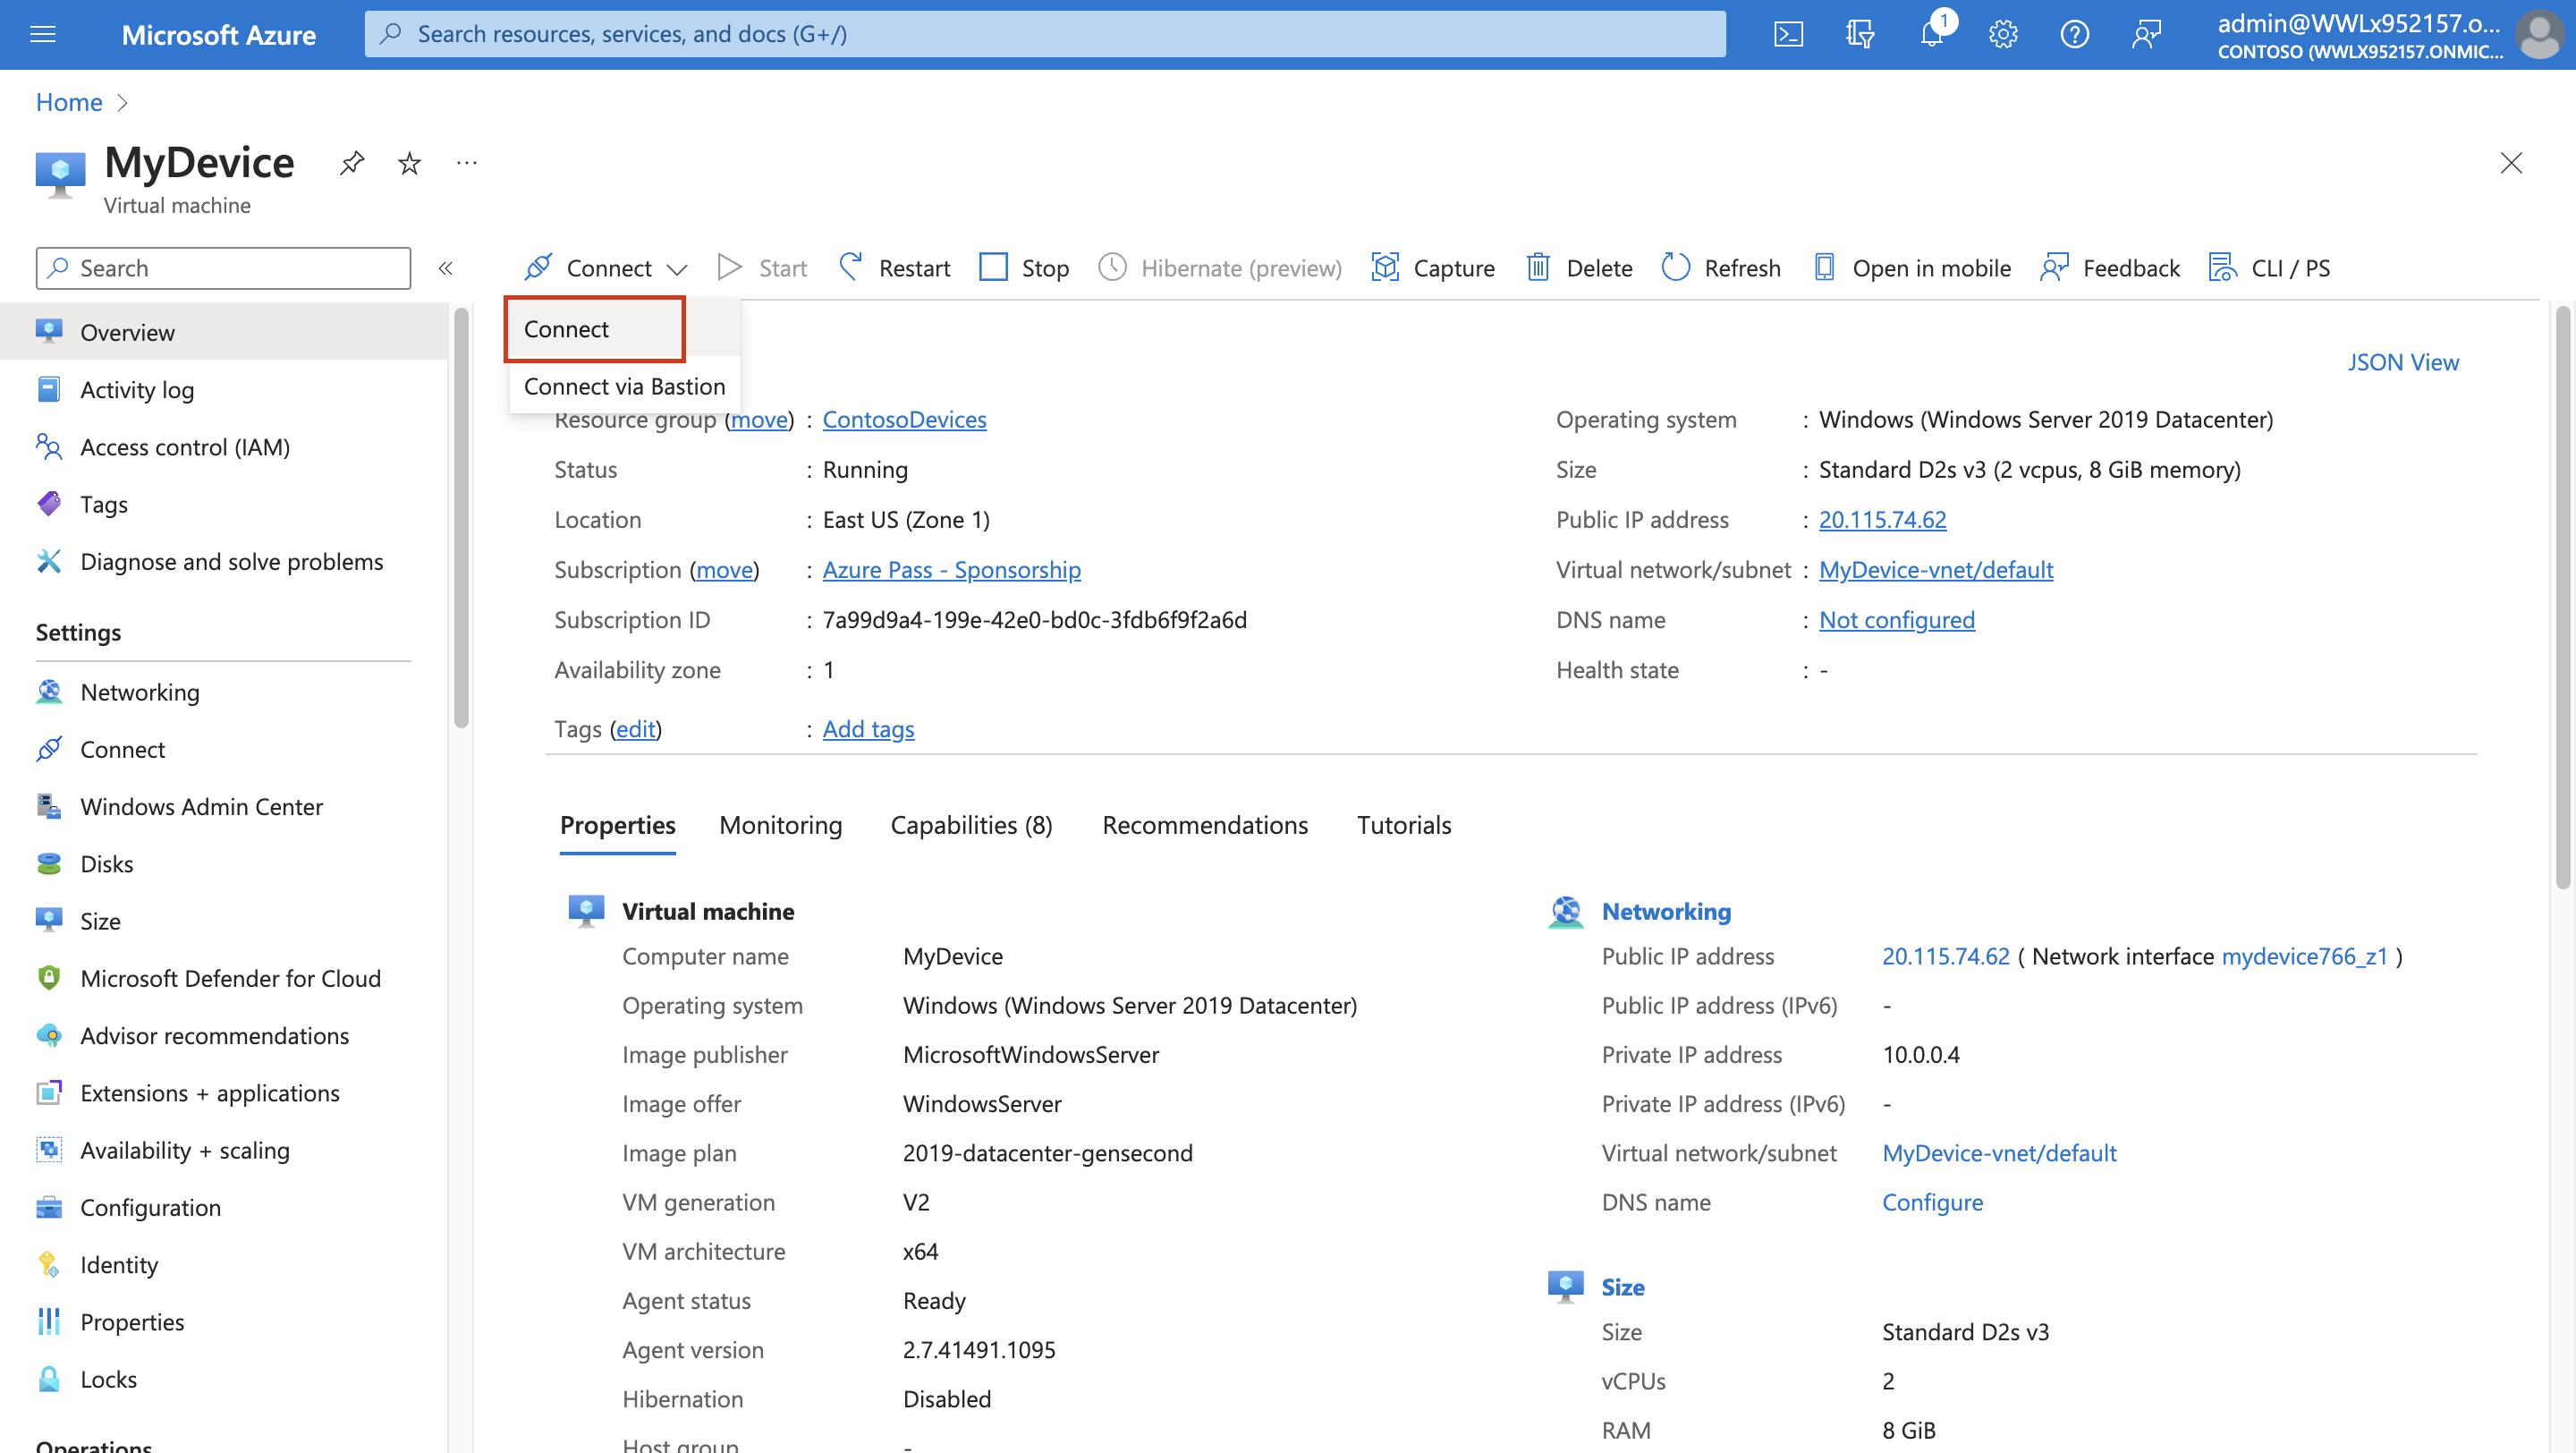 Microsoft Azure
Search resources, services, and docs (G+/)
1
admin@WWLx952157.o...
CONTOSO (WWLX952157.ONMIC...
Home
MyDevice
...
Virtual machine
Search
«
Connect
Start
Restart
Stop
Hibernate (preview)
Capture
Delete
Refresh
Open in mobile
Feedback
CLI / PS
Connect
Connect via Bastion
Overview
Activity log
Access control (IAM)
Tags
Diagnose and solve problems
Settings
Networking
Connect
Windows Admin Center
Disks
Size
Microsoft Defender for Cloud
Advisor recommendations
Extensions + applications
Availability + scaling
Configuration
Identity
Properties
Locks
Operations
JSON View
Resource group (move) : ContosoDevices
Status : Running
Location : East US (Zone 1)
Subscription (move) : Azure Pass - Sponsorship
Subscription ID : 7a99d9a4-199e-42e0-bd0c-3fdb6f9f2a6d
Availability zone : 1
Tags (edit) : Add tags
Operating system : Windows (Windows Server 2019 Datacenter)
Size : Standard D2s v3 (2 vcpus, 8 GiB memory)
Public IP address : 20.115.74.62
Virtual network/subnet : MyDevice-vnet/default
DNS name : Not configured
Health state : -
Properties
Monitoring
Capabilities (8)
Recommendations
Tutorials
Virtual machine
Computer name MyDevice
Operating system Windows (Windows Server 2019 Datacenter)
Image publisher MicrosoftWindowsServer
Image offer WindowsServer
Image plan 2019-datacenter-gensecond
VM generation V2
VM architecture x64
Agent status Ready
Agent version 2.7.41491.1095
Hibernation Disabled
Host group -
Networking
Public IP address 20.115.74.62 ( Network interface mydevice766_z1 )
Public IP address (IPv6) -
Private IP address 10.0.0.4
Private IP address (IPv6) -
Virtual network/subnet MyDevice-vnet/default
DNS name Configure
Size
Size Standard D2s v3
vCPUs 2
RAM 8 GiB